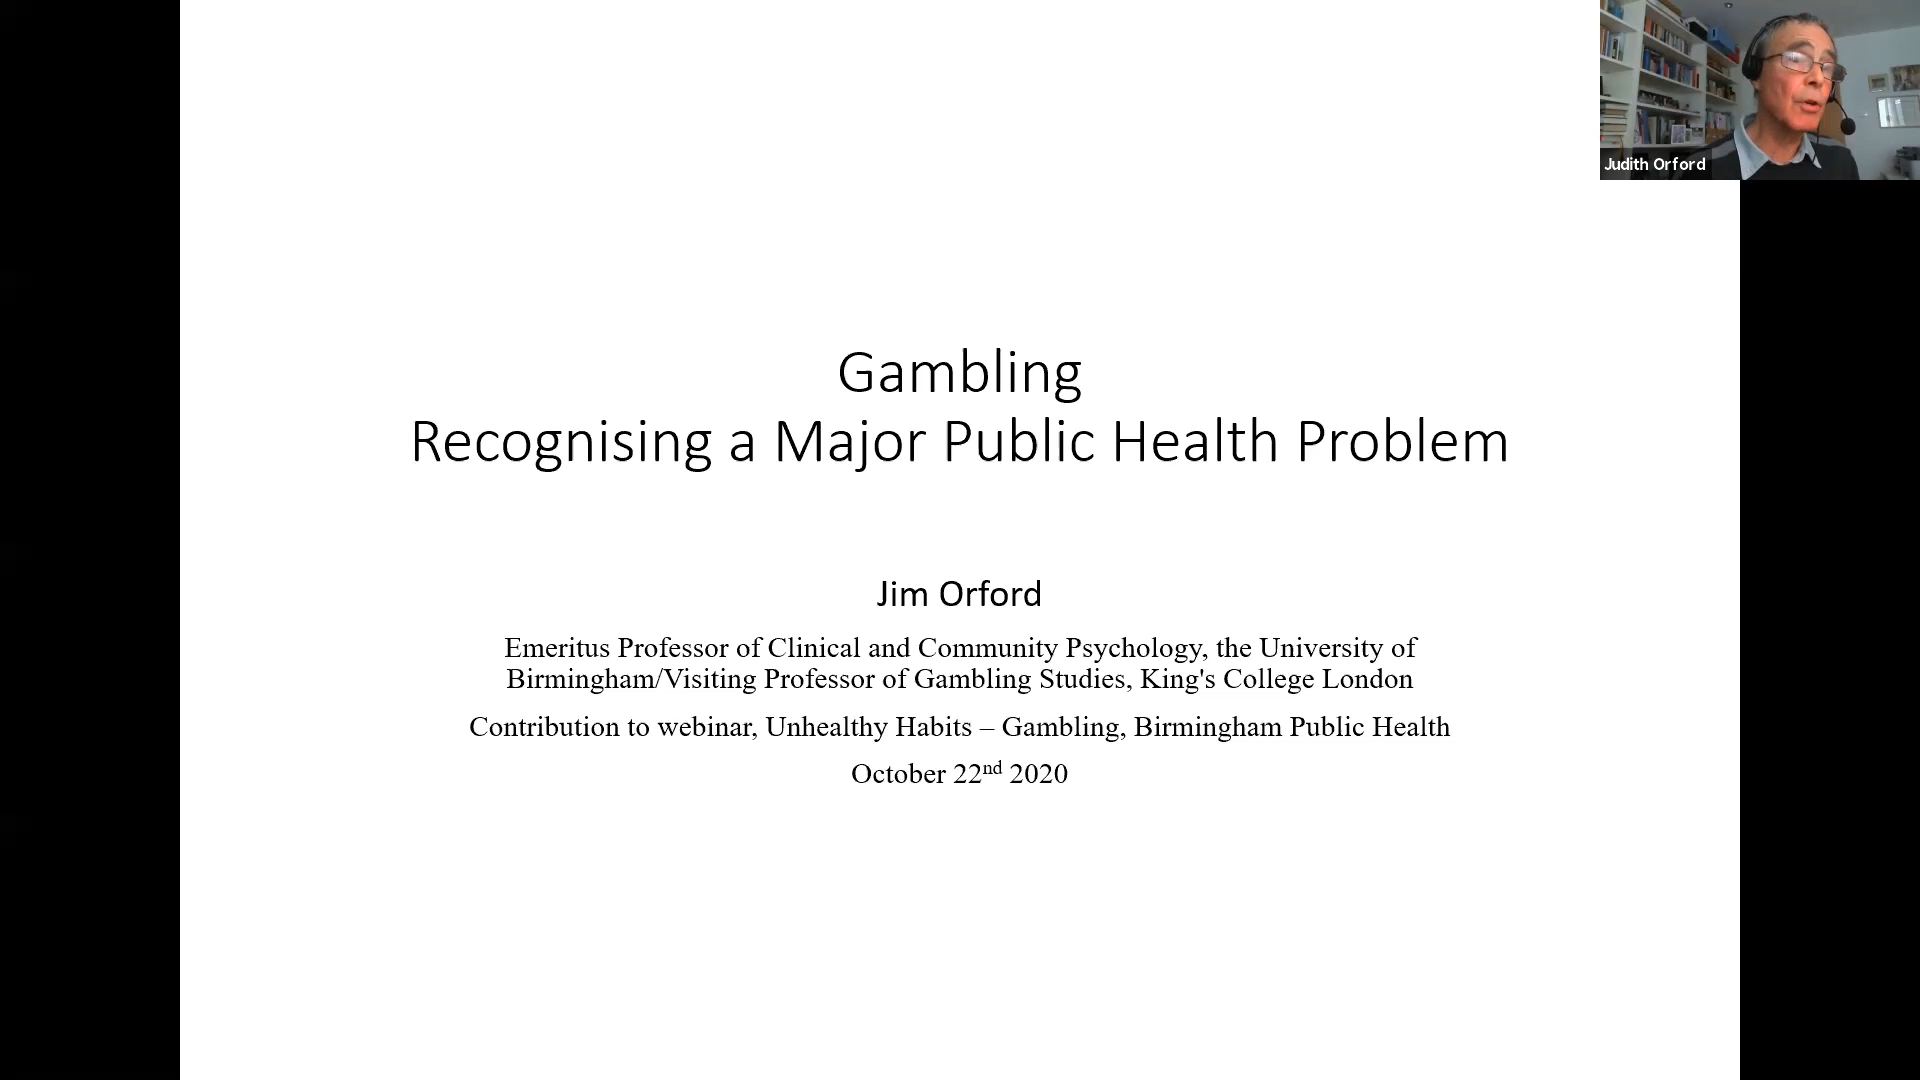 Judith Orford
Gambling
Recognising a Major Public Health Problem
Jim Orford
Emeritus Professor of Clinical and Community Psychology, the University of
Birmingham/Visiting Professor of Gambling Studies, King's College London
Contribution to webinar, Unhealthy Habits – Gambling, Birmingham Public Health
October 22nd 2020